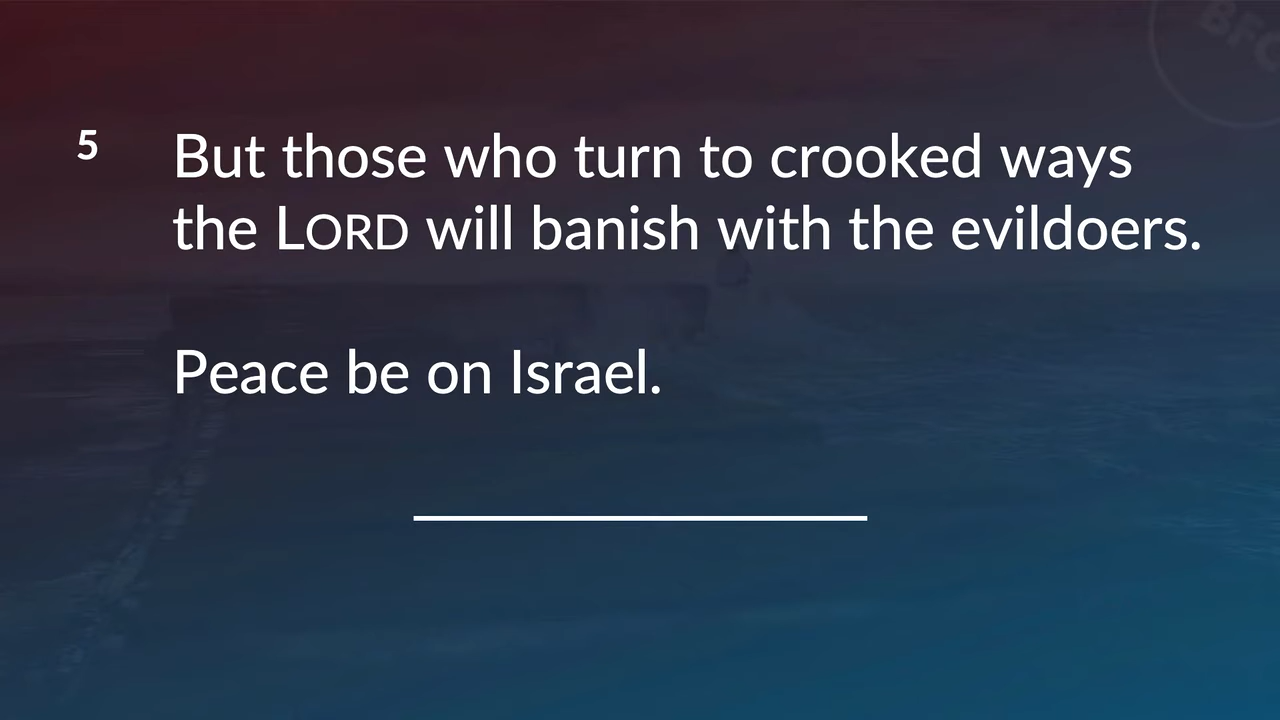 BFC
5 But those who turn to crooked ways
the LORD will banish with the evildoers.
Peace be on Israel.